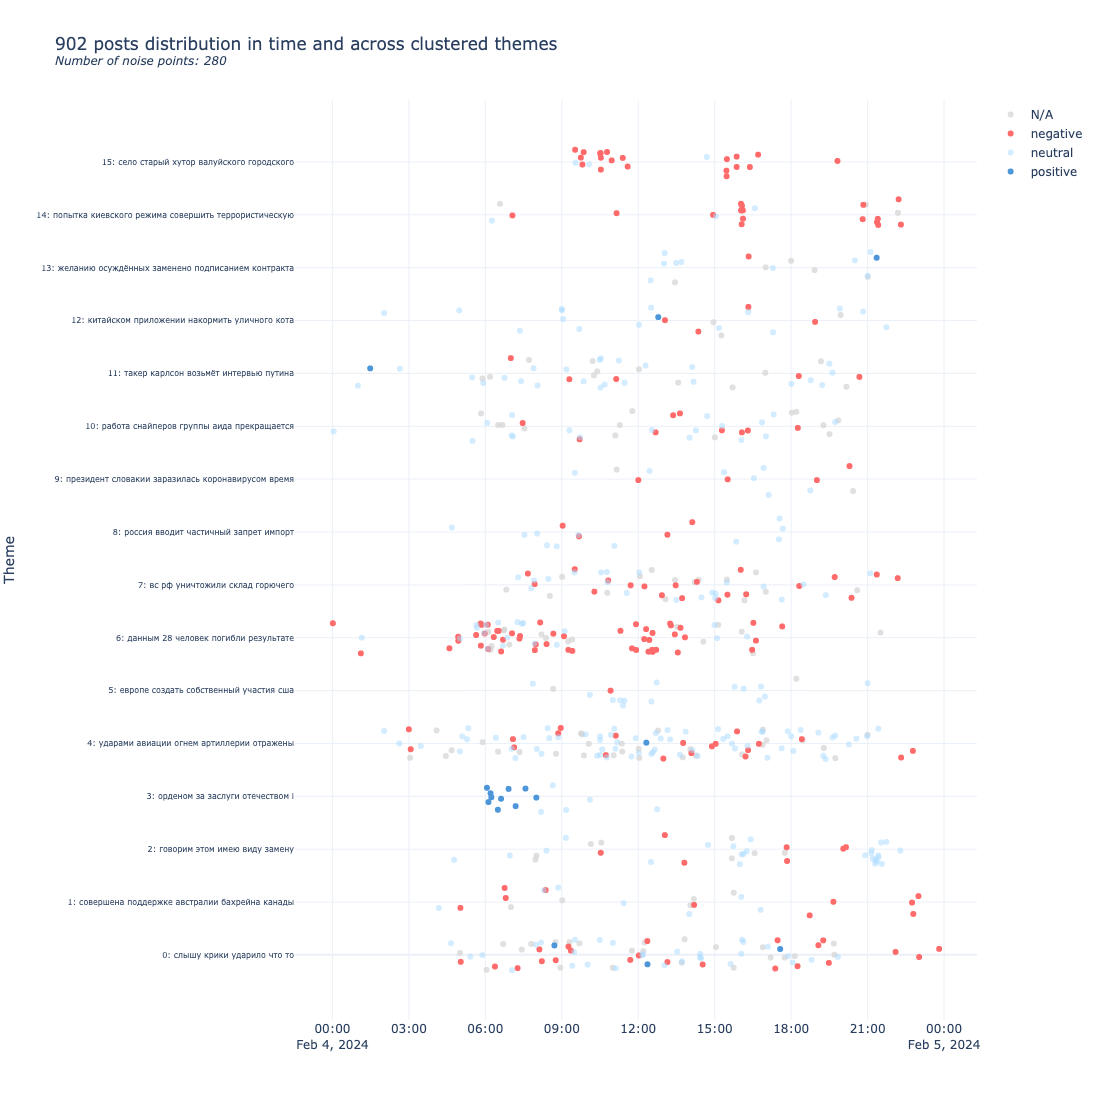 902 posts distribution in time and across clustered themes
Number of noise points: 280
N/A
negative
neutral
positive
15: село старый хутор валуйского городского
14: попытка киевского режима совершить террористическую
13: желанию осуждённых заменено подписанием контракта
12: китайском приложении накормить уличного кота
11: такер карлсон возьмёт интервью путина
10: работа снайперов группы аида прекращается
9: президент словакии заразилась коронавирусом время
8: россия вводит частичный запрет импорт
7: вс рф уничтожили склад горючего
6: данным 28 человек погибли результате
5: европе создать собственный участия сша
4: ударами авиации огнем артиллерии отражены
3: орденом за заслуги отечеством i
2: говорим этом имею виду замену
1: совершена поддержке австралии бахрейна канады
0: слышу крики ударило что то
Theme
00:00 03:00 06:00 09:00 12:00 15:00 18:00 21:00 00:00
Feb 4, 2024 Feb 5, 2024